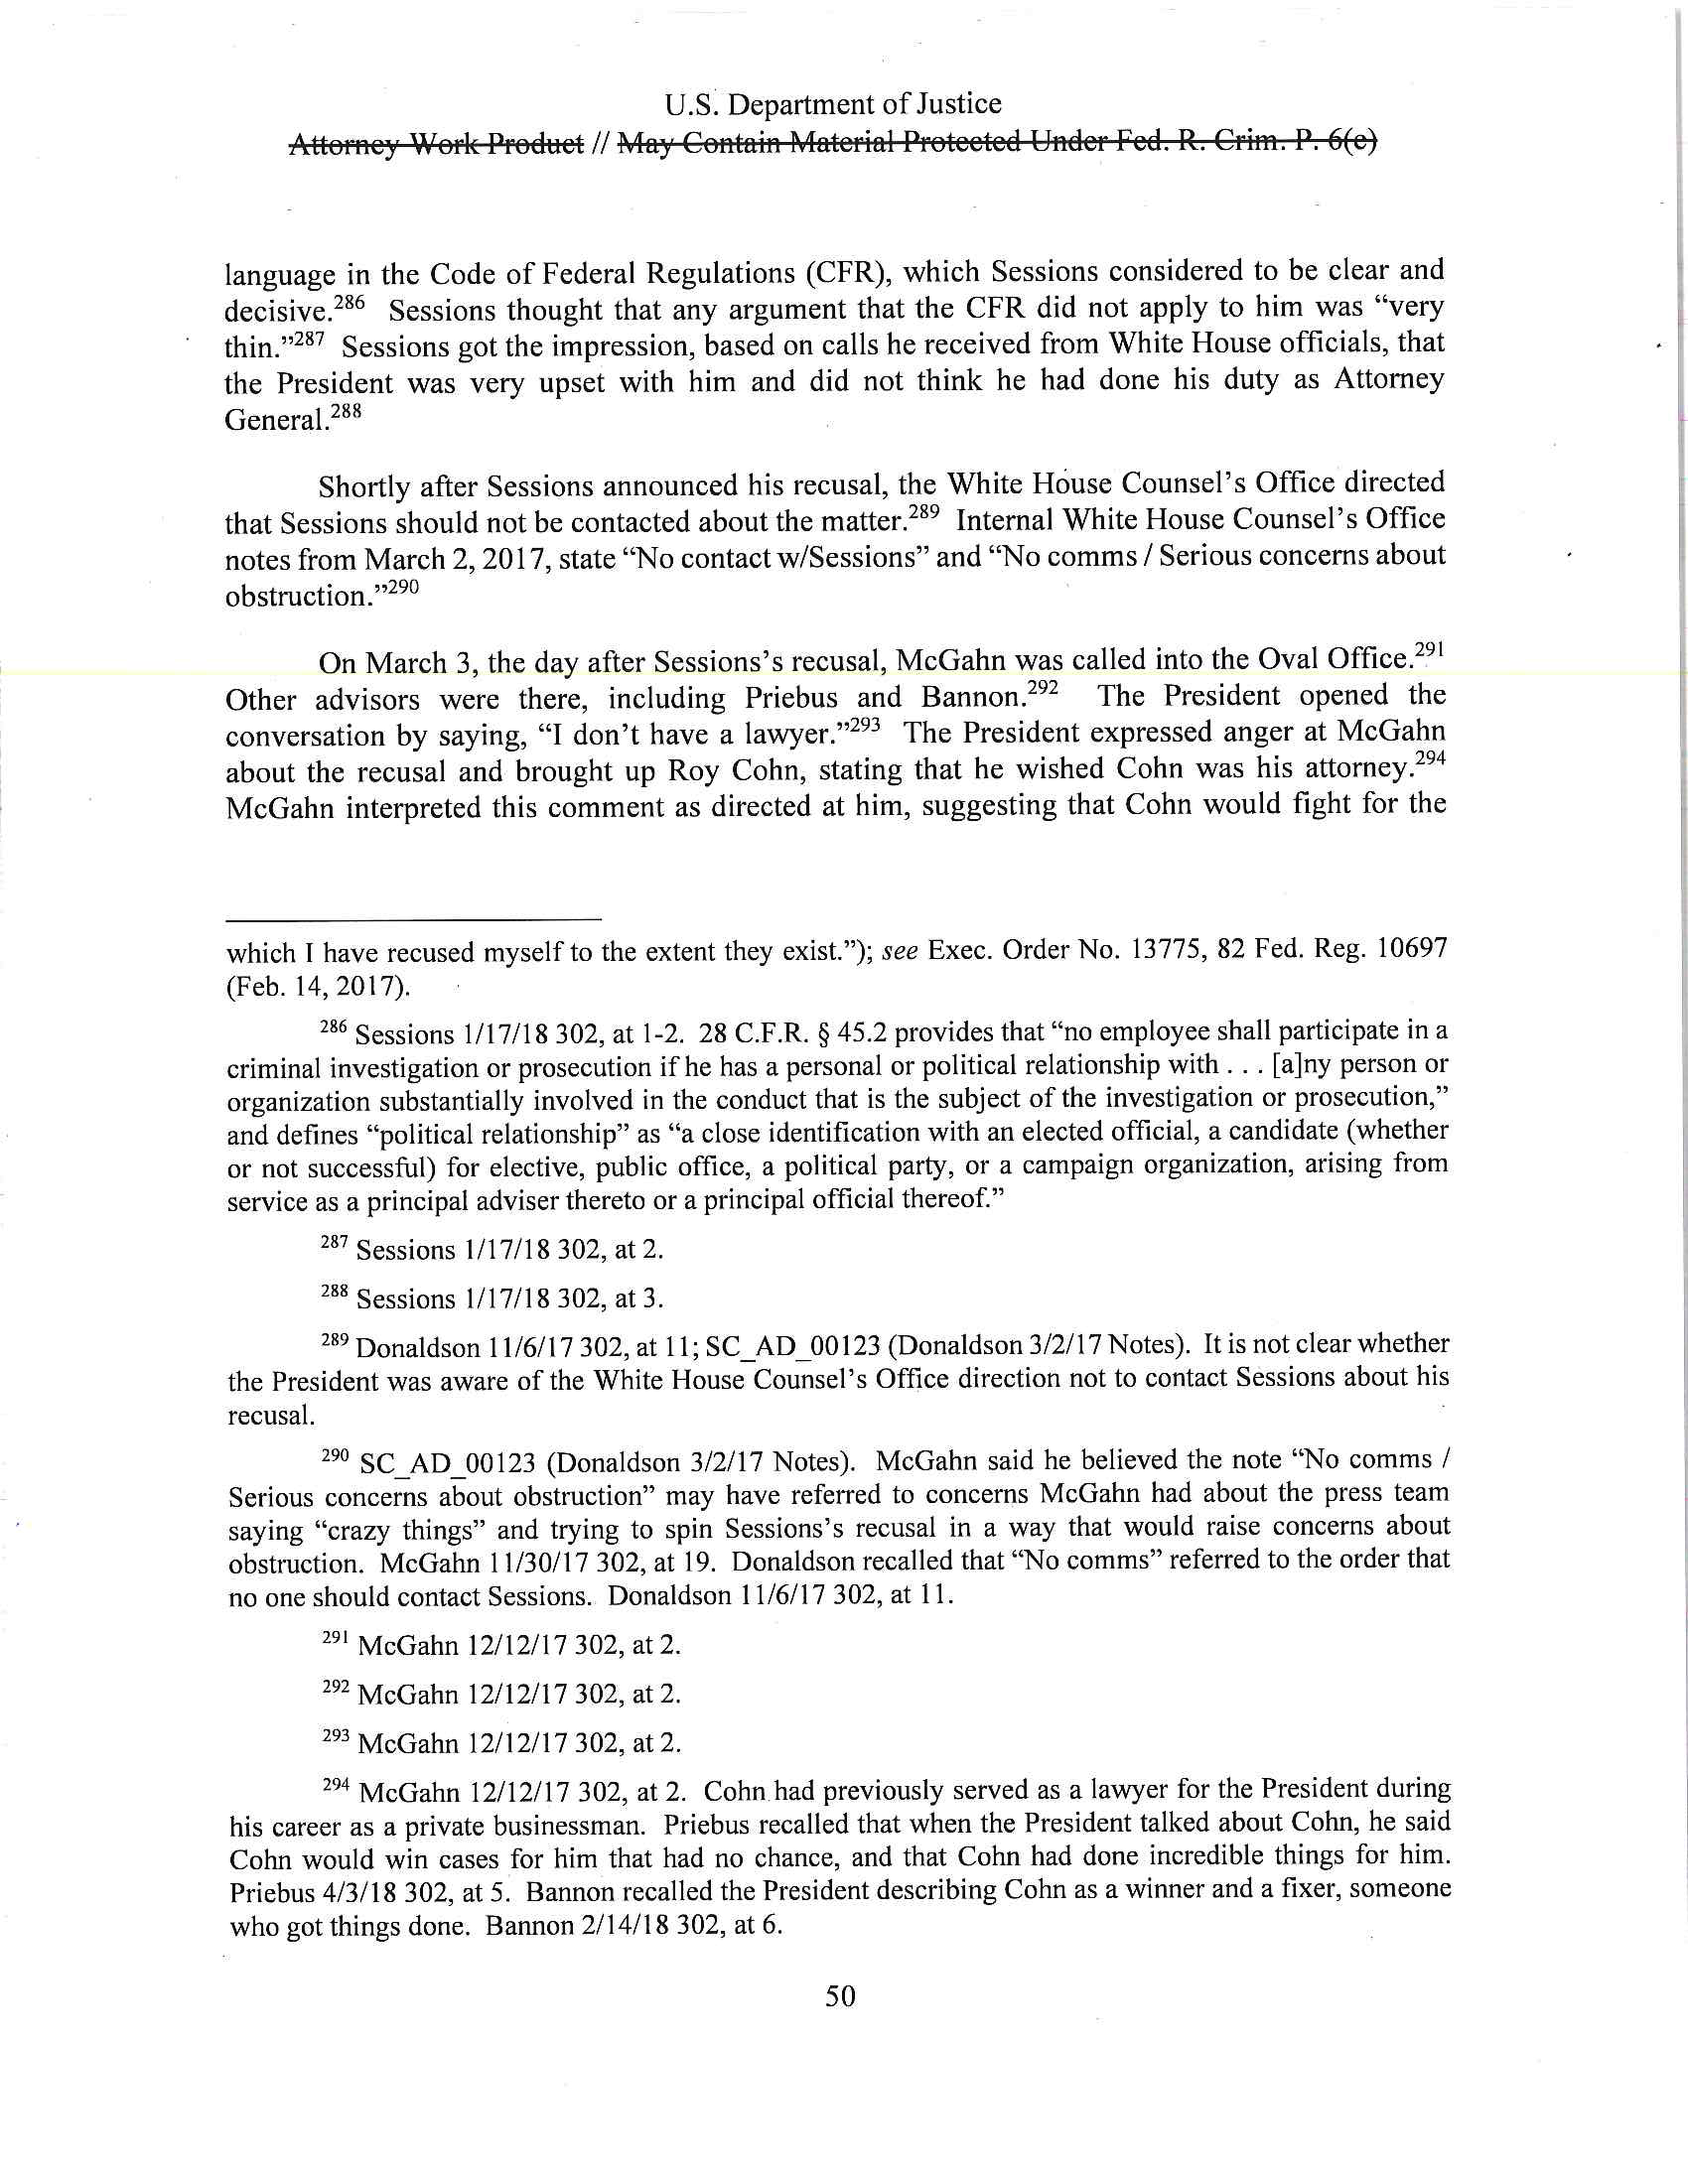 U.S. Department of Justice
Attorney Work Product // May Contain Material Protected Under Fed. R. Crim. P. 6(e)
language in the Code of Federal Regulations (CFR), which Sessions considered to be clear and
decisive.286 Sessions thought that any argument that the CFR did not apply to him was “very
thin.”287 Sessions got the impression, based on calls he received from White House officials, that
the President was very upset with him and did not think he had done his duty as Attorney
General.288
Shortly after Sessions announced his recusal, the White House Counsel’s Office directed
that Sessions should not be contacted about the matter.289 Internal White House Counsel’s Office
notes from March 2, 2017, state “No contact w/Sessions” and “No comms / Serious concerns about
obstruction.”290
On March 3, the day after Sessions’s recusal, McGahn was called into the Oval Office.291
Other advisors were there, including Priebus and Bannon.292 The President opened the
conversation by saying, “I don’t have a lawyer.”293 The President expressed anger at McGahn
about the recusal and brought up Roy Cohn, stating that he wished Cohn was his attorney.294
McGahn interpreted this comment as directed at him, suggesting that Cohn would fight for the
which I have recused myself to the extent they exist.”); see Exec. Order No. 13775, 82 Fed. Reg. 10697
(Feb. 14, 2017).
286 Sessions 1/17/18 302, at 1-2. 28 C.F.R. § 45.2 provides that “no employee shall participate in a
criminal investigation or prosecution if he has a personal or political relationship with . . . [a]ny person or
organization substantially involved in the conduct that is the subject of the investigation or prosecution,”
and defines “political relationship” as “a close identification with an elected official, a candidate (whether
or not successful) for elective, public office, a political party, or a campaign organization, arising from
service as a principal adviser thereto or a principal official thereof.”
287 Sessions 1/17/18 302, at 2.
288 Sessions 1/17/18 302, at 3.
289 Donaldson 11/6/17 302, at 11; SC_AD_00123 (Donaldson 3/2/17 Notes). It is not clear whether
the President was aware of the White House Counsel’s Office direction not to contact Sessions about his
recusal.
290 SC_AD_00123 (Donaldson 3/2/17 Notes). McGahn said he believed the note “No comms /
Serious concerns about obstruction” may have referred to concerns McGahn had about the press team
saying “crazy things” and trying to spin Sessions’s recusal in a way that would raise concerns about
obstruction. McGahn 11/30/17 302, at 19. Donaldson recalled that “No comms” referred to the order that
no one should contact Sessions. Donaldson 11/6/17 302, at 11.
291 McGahn 12/12/17 302, at 2.
292 McGahn 12/12/17 302, at 2.
293 McGahn 12/12/17 302, at 2.
294 McGahn 12/12/17 302, at 2. Cohn had previously served as a lawyer for the President during
his career as a private businessman. Priebus recalled that when the President talked about Cohn, he said
Cohn would win cases for him that had no chance, and that Cohn had done incredible things for him.
Priebus 4/3/18 302, at 5. Bannon recalled the President describing Cohn as a winner and a fixer, someone
who got things done. Bannon 2/14/18 302, at 6.
50